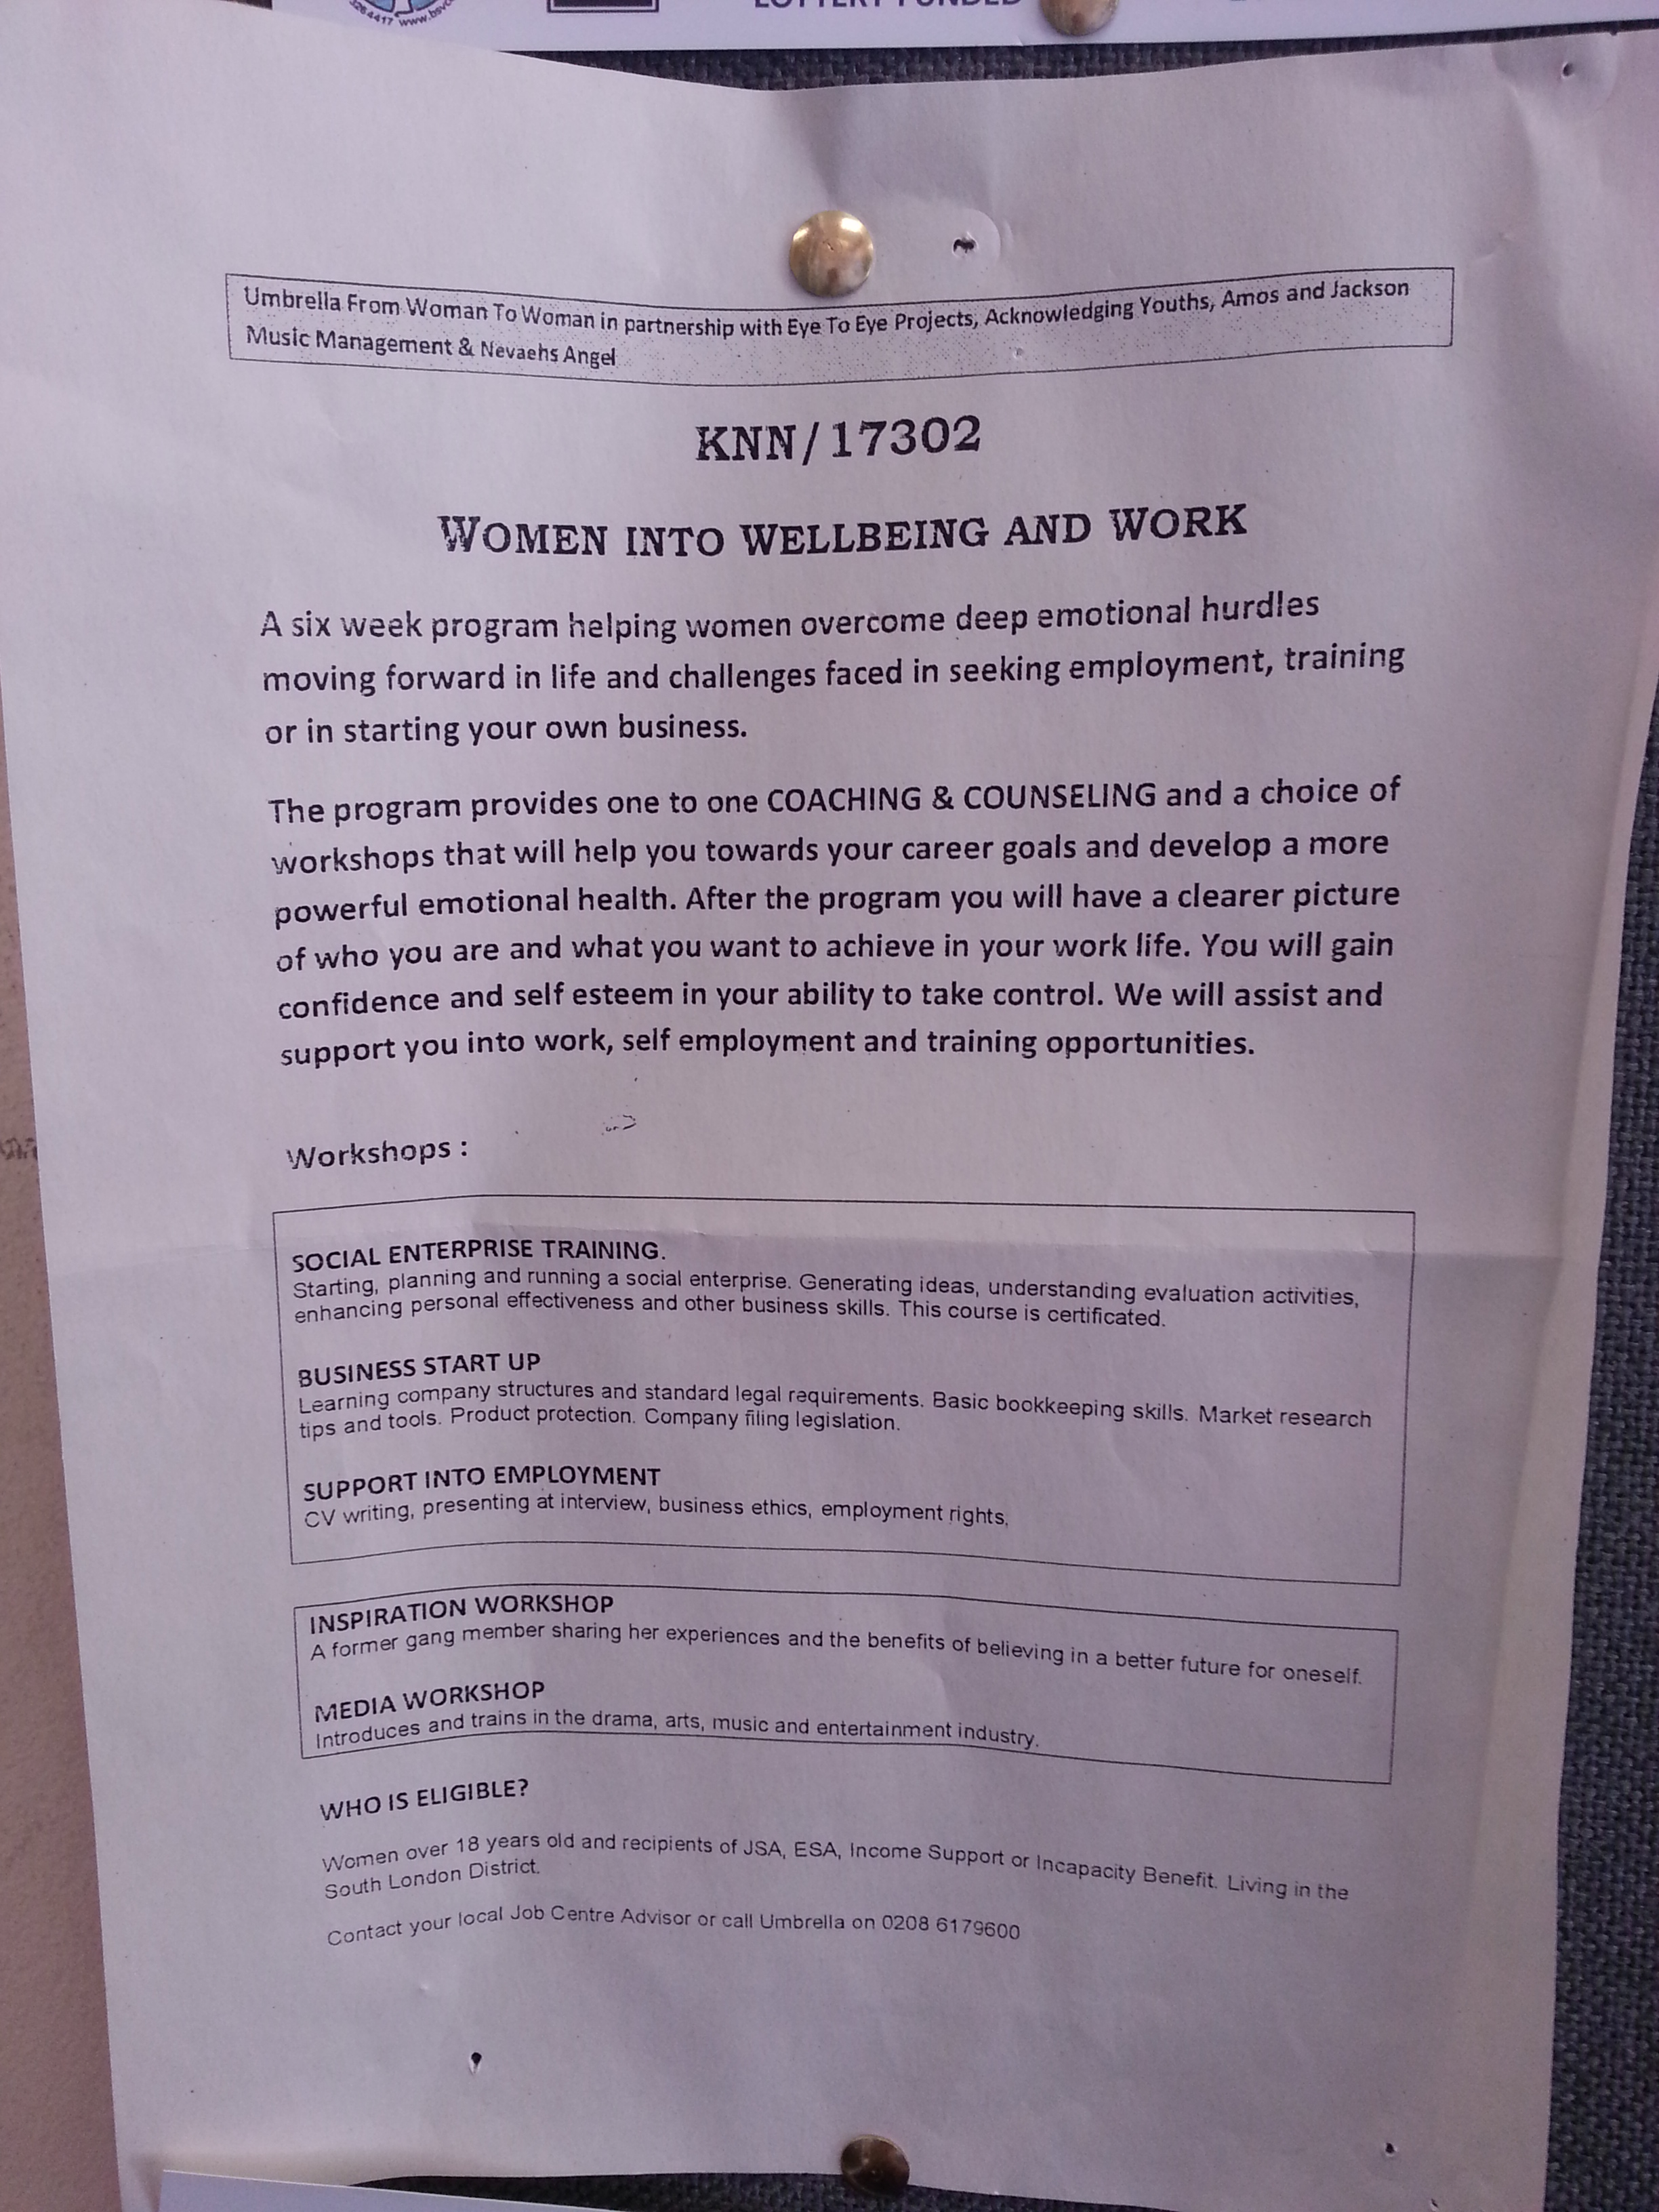 3264417 www.bsvc
LOTTERY FUNDED
Umbrella From Woman To Woman in partnership with Eye To Eye Projects, Acknowledging Youths, Amos and Jackson
Music Management & Nevaehs Angel
KNN/17302
WOMEN INTO WELLBEING AND WORK
A six week program helping women overcome deep emotional hurdles
moving forward in life and challenges faced in seeking employment, training
or in starting your own business.
The program provides one to one COACHING & COUNSELING and a choice of
workshops that will help you towards your career goals and develop a more
powerful emotional health. After the program you will have a clearer picture
of who you are and what you want to achieve in your work life. You will gain
confidence and self esteem in your ability to take control. We will assist and
support you into work, self employment and training opportunities.
Workshops :
SOCIAL ENTERPRISE TRAINING.
Starting, planning and running a social enterprise. Generating ideas, understanding evaluation activities,
enhancing personal effectiveness and other business skills. This course is certificated.
BUSINESS START UP
Learning company structures and standard legal requirements. Basic bookkeeping skills. Market research
tips and tools. Product protection. Company filing legislation.
SUPPORT INTO EMPLOYMENT
CV writing, presenting at interview, business ethics, employment rights,
INSPIRATION WORKSHOP
A former gang member sharing her experiences and the benefits of believing in a better future for oneself.
MEDIA WORKSHOP
Introduces and trains in the drama, arts, music and entertainment industry.
WHO IS ELIGIBLE?
Women over 18 years old and recipients of JSA, ESA, Income Support or Incapacity Benefit. Living in the
South London District.
Contact your local Job Centre Advisor or call Umbrella on 0208 6179600